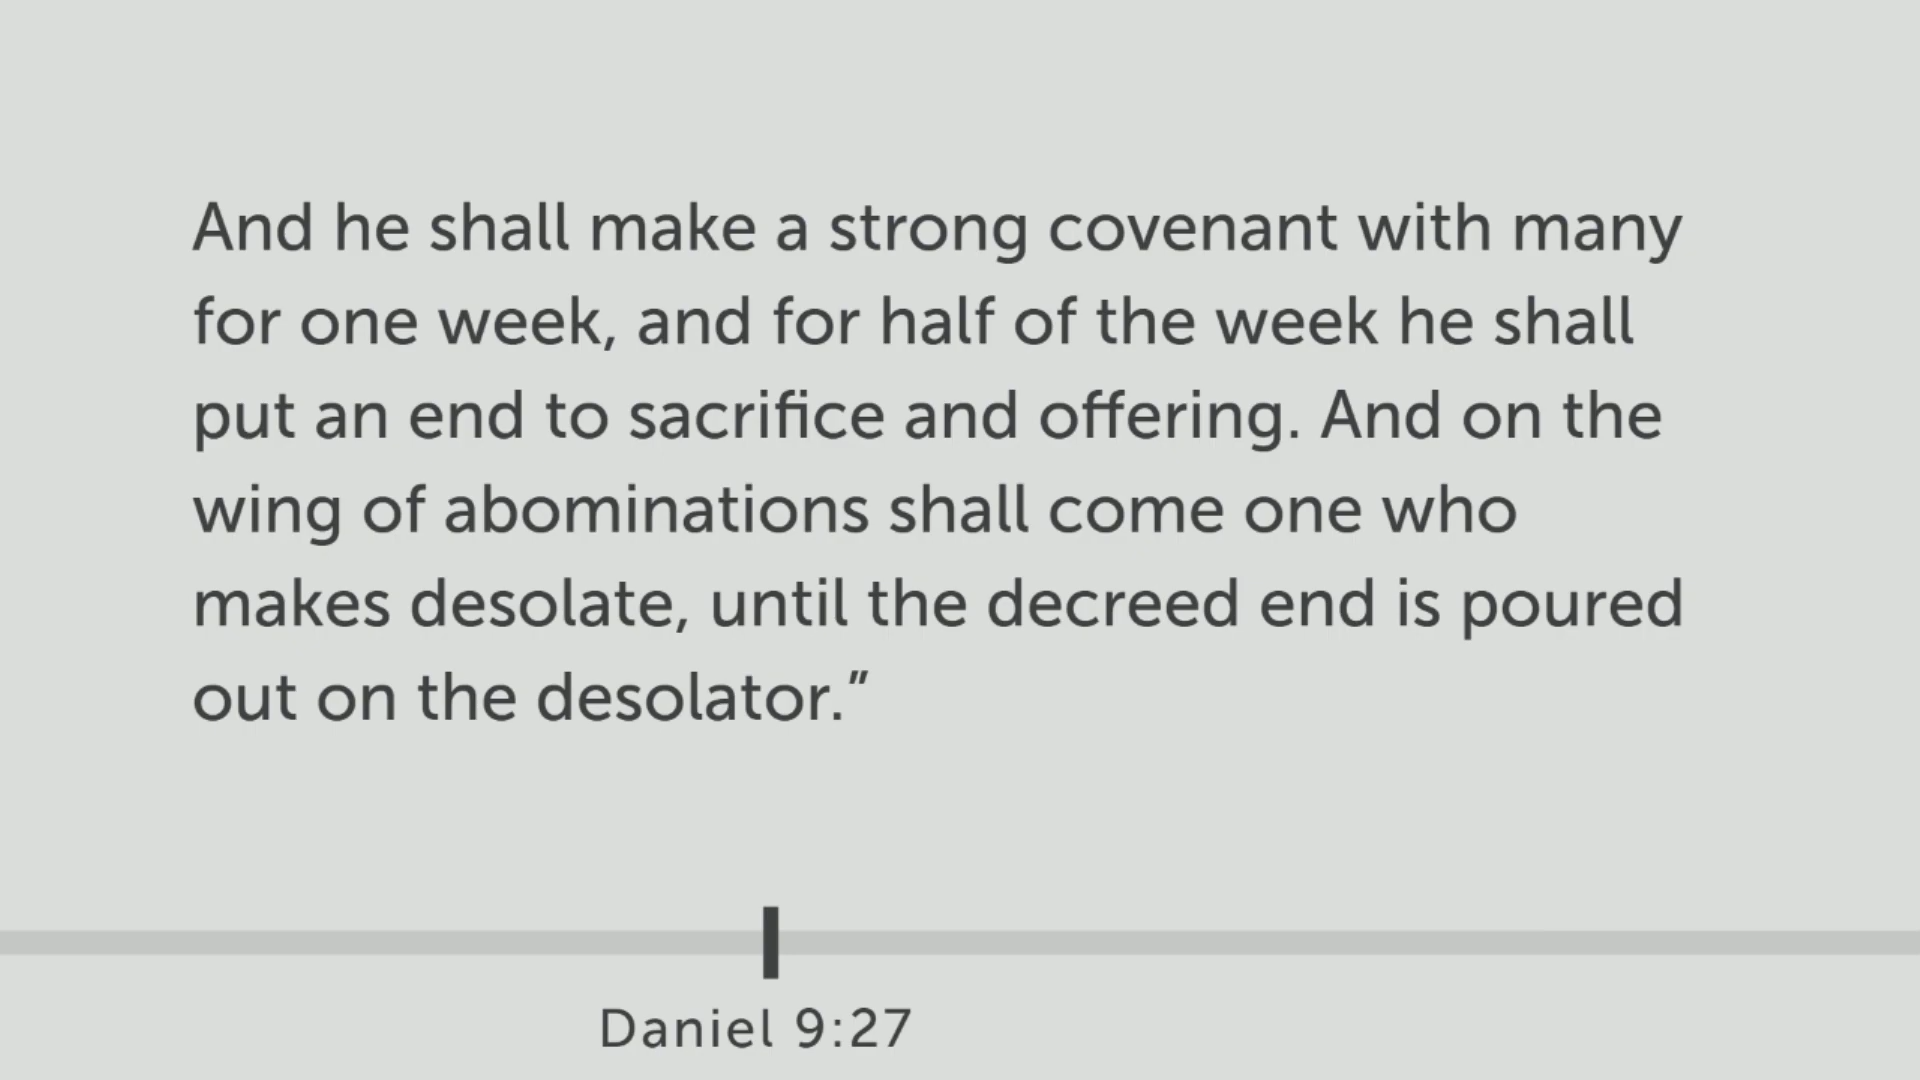 And he shall make a strong covenant with many
for one week, and for half of the week he shall
put an end to sacrifice and offering. And on the
wing of abominations shall come one who
makes desolate, until the decreed end is poured
out on the desolator.”
Daniel 9:27